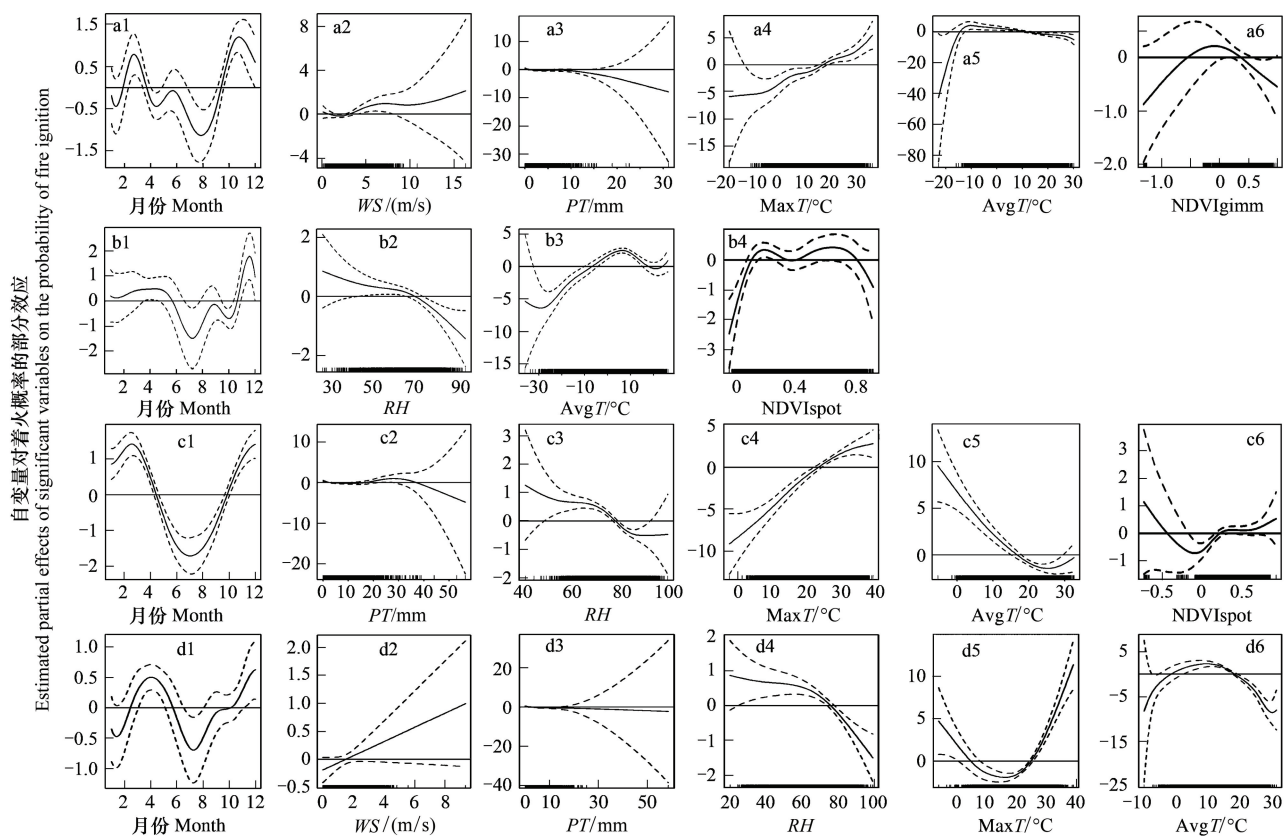 自变量对着火概率的部分效应
Estimated partial effects of significant variables on the probability of fire ignition
a1
1.5
0.5
−0.5
−1.5
2 4 6 8 10 12
月份 Month
a2
8
6
4
2
0
−4
0 5 10 15
WS/(m/s)
a3
10
0
−10
−20
−30
0 10 20 30
PT/mm
a4
5
0
−5
−10
−15
−20 −10 0 10 20 30
MaxT/°C
a5
0
−20
−40
−60
−80
−20 −10 0 10 20 30
AvgT/°C
a6
0
−1.0
−2.0
−1.0 0 0.5
NDVIgimm
b1
2
1
0
−1
−2
2 4 6 8 10 12
月份 Month
b2
2
0
−2
30 50 70 90
RH
b3
5
0
−5
−10
−15
−30 −10 10
AvgT/°C
b4
0
−1
−2
−3
0 0.4 0.8
NDVIspot
c1
1
0
−1
−2
2 4 6 8 10 12
月份 Month
c2
10
0
−10
−20
0 10 20 30 40 50
PT/mm
c3
3
2
1
0
−1
−2
40 60 80 100
RH
c4
5
0
−5
−10
0 10 20 30 40
MaxT/°C
c5
10
5
0
0 10 20 30
AvgT/°C
c6
3
2
1
0
−1
−0.5 0 0.5
NDVIspot
d1
1.0
0.5
0
−0.5
−1.0
2 4 6 8 10 12
月份 Month
d2
2.0
1.5
1.0
0.5
0
−0.5
0 2 4 6 8
WS/(m/s)
d3
20
0
−20
−40
0 10 20 30 40 50
PT/mm
d4
2
1
0
1
−2
20 40 60 80 100
RH
d5
10
5
0
0 10 20 30 40
MaxT/°C
d6
5
−5
−15
−25
−10 0 10 20 30
AvgT/°C